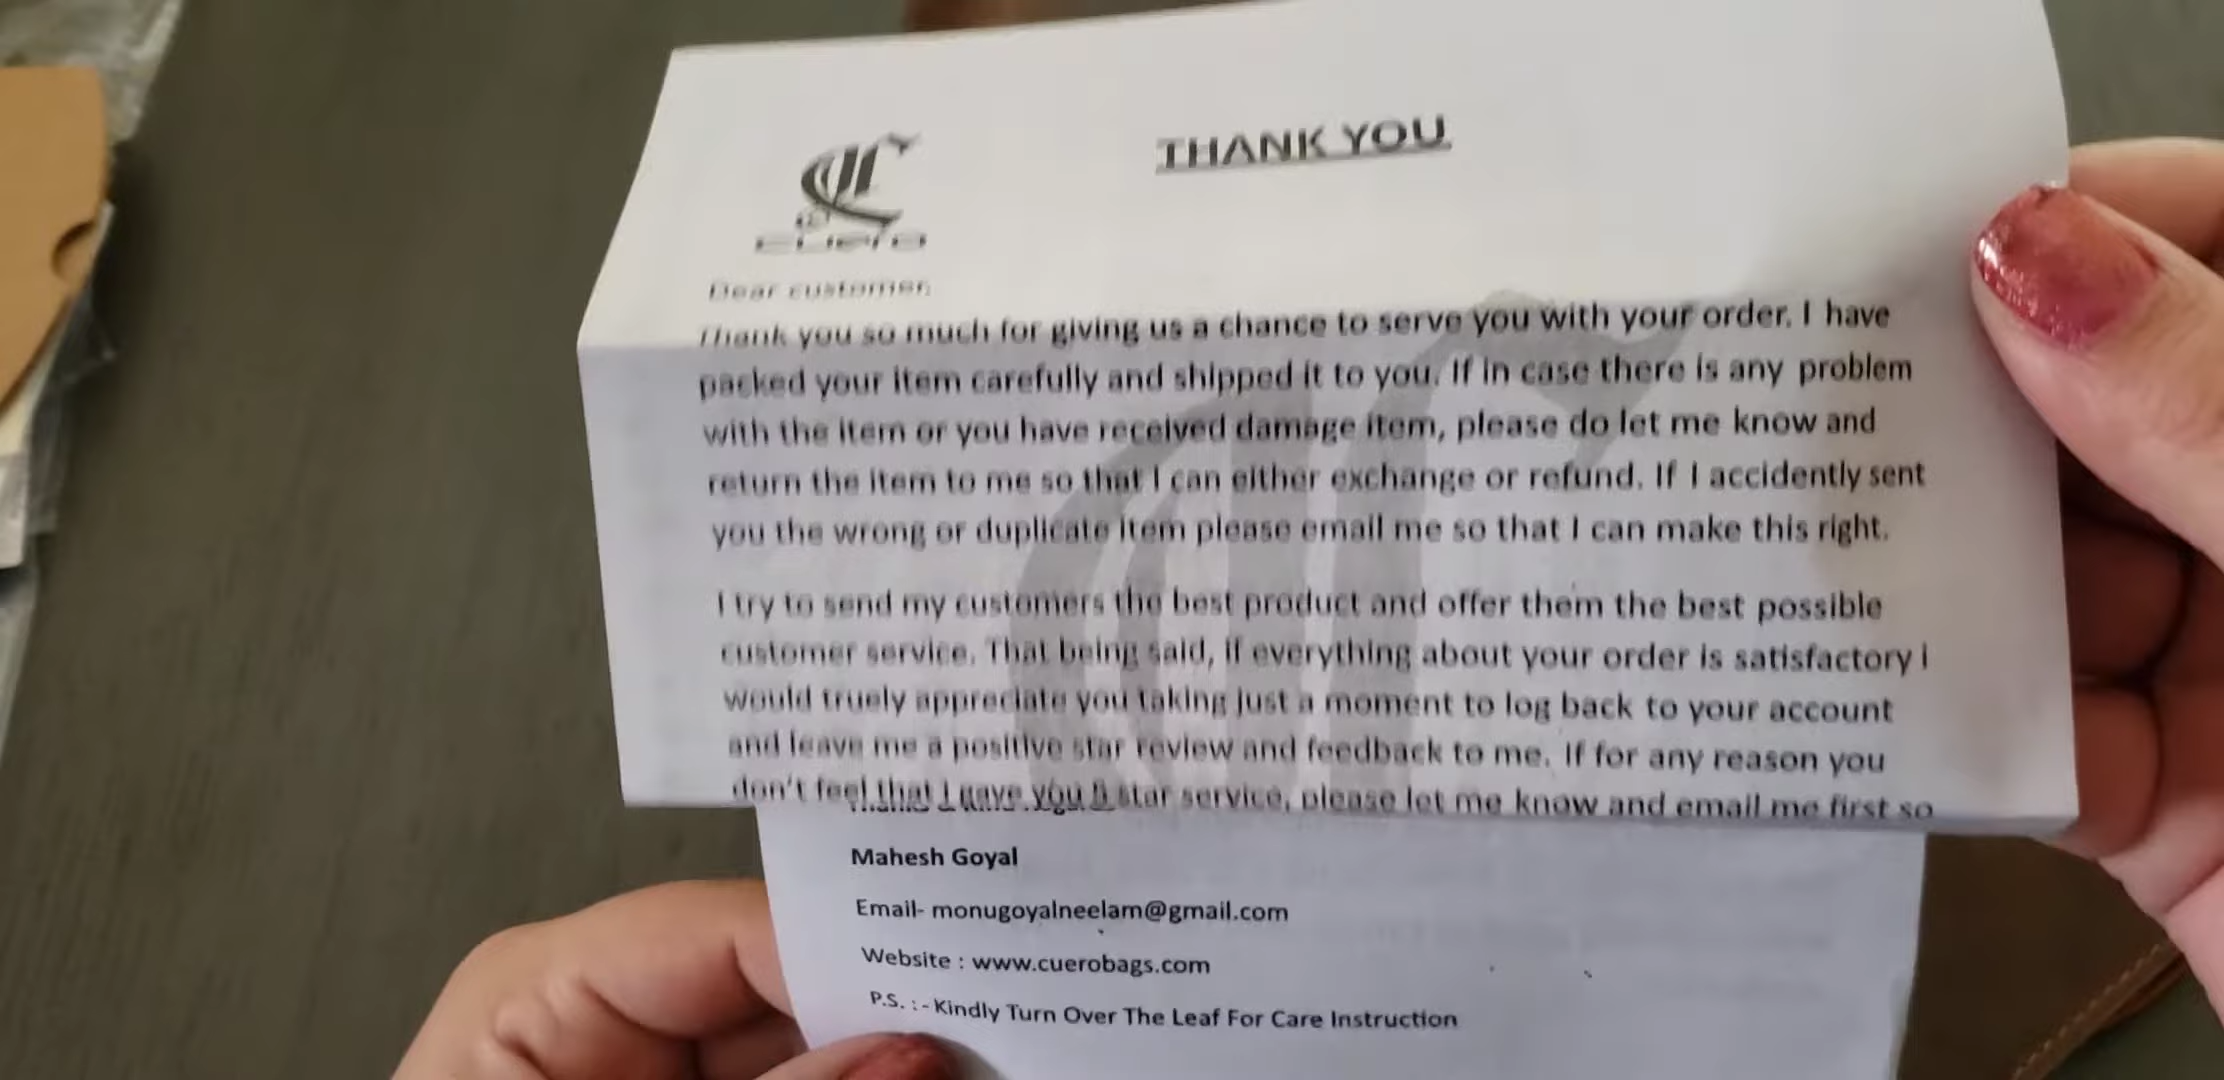 THANK YOU
Cuero
Dear customer,
Thank you so much for giving us a chance to serve you with your order. I have
packed your item carefully and shipped it to you. If in case there is any problem
with the item or you have received damage item, please do let me know and
return the item to me so that I can either exchange or refund. If I accidently sent
you the wrong or duplicate item please email me so that I can make this right.
I try to send my customers the best product and offer them the best possible
customer service. That being said, if everything about your order is satisfactory i
would truely appreciate you taking just a moment to log back to your account
and leave me a positive star review and feedback to me. If for any reason you
don't feel that I gave you 5 star service, please let me know and email me first so
Mahesh Goyal
Email- monugoyalneelam@gmail.com
Website : www.cuerobags.com
P.S. :- Kindly Turn Over The Leaf For Care Instruction